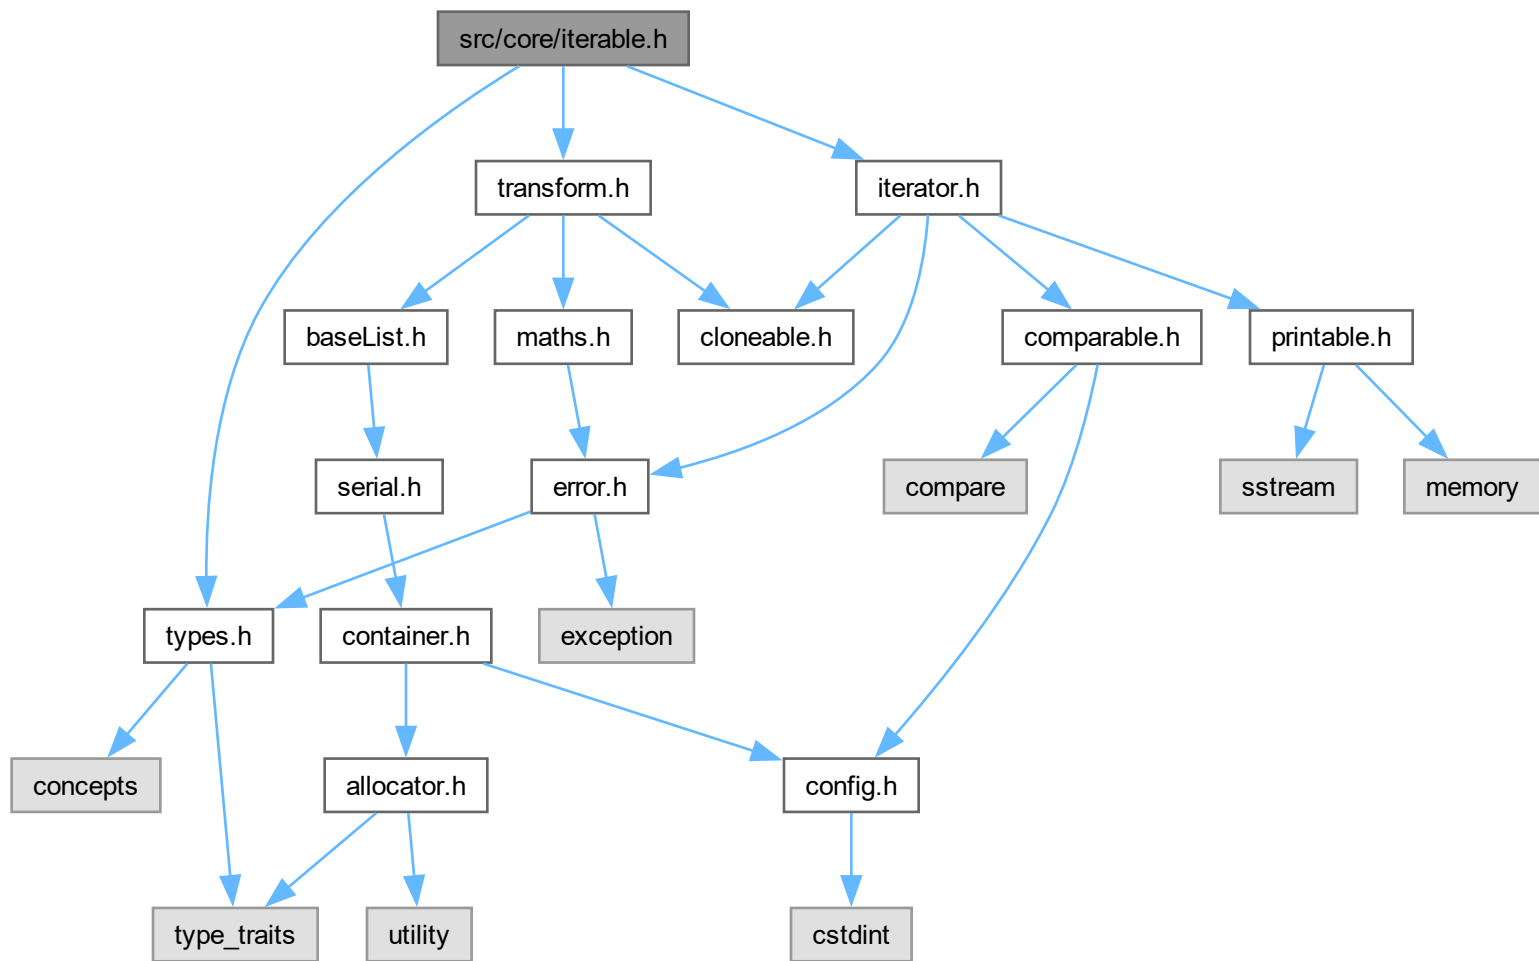 src/core/iterable.h
transform.h
iterator.h
baseList.h
maths.h
cloneable.h
comparable.h
printable.h
serial.h
error.h
compare
sstream
memory
types.h
container.h
exception
concepts
allocator.h
config.h
type_traits
utility
cstdint